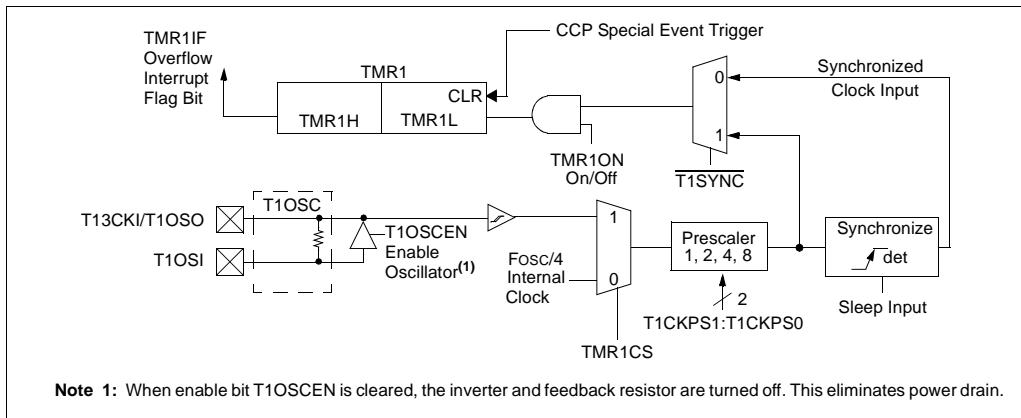 CCP Special Event Trigger
TMR1IF
Overflow
Interrupt
Flag Bit
TMR1
CLR
TMR1H
TMR1L
TMR1ON
On/Off
0
1
T1SYNC
Synchronized
Clock Input
T13CKI/T1OSO
T1OSI
T1OSC
T1OSCEN
Enable
Oscillator(1)
FOSC/4
Internal
Clock
1
0
TMR1CS
Prescaler
1, 2, 4, 8
2
T1CKPS1:T1CKPS0
Synchronize
det
Sleep Input
Note 1: When enable bit T1OSCEN is cleared, the inverter and feedback resistor are turned off. This eliminates power drain.